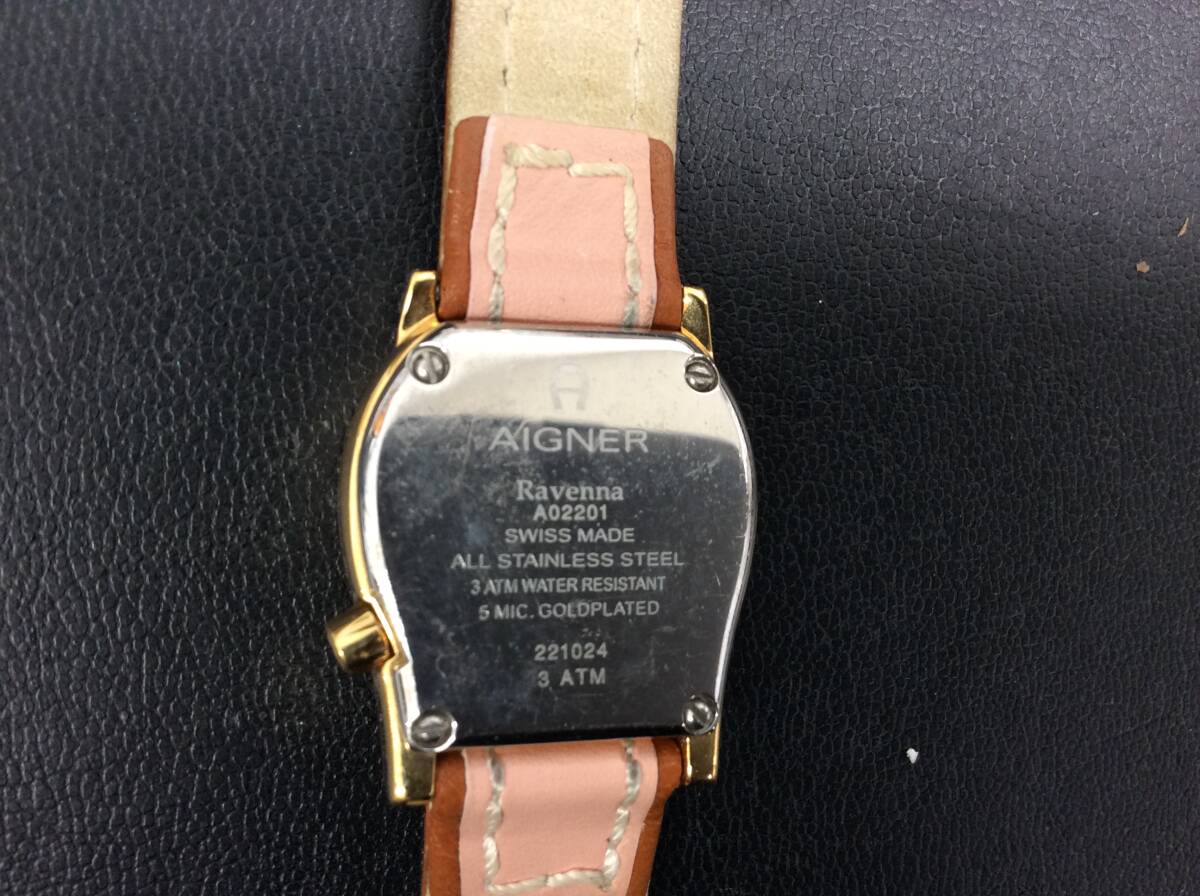 AIGNER
Ravenna
A02201
SWISS MADE
ALL STAINLESS STEEL
3 ATM WATER RESISTANT
5 MIC. GOLDPLATED
221024
3 ATM